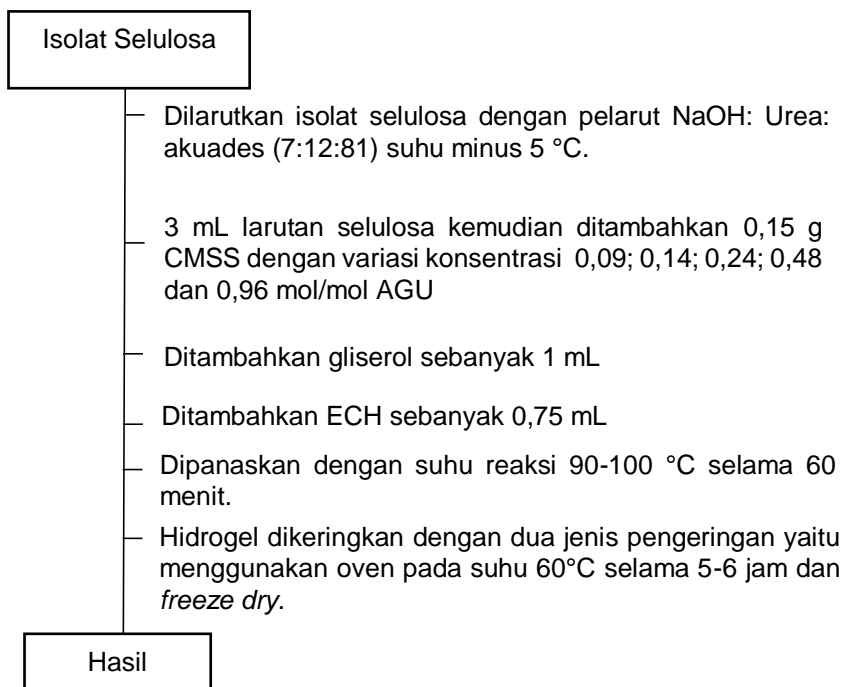 Isolat Selulosa
Dilarutkan isolat selulosa dengan pelarut NaOH: Urea:
akuades (7:12:81) suhu minus 5 °C.
3 mL larutan selulosa kemudian ditambahkan 0,15 g
CMSS dengan variasi konsentrasi 0,09; 0,14; 0,24; 0,48
dan 0,96 mol/mol AGU
Ditambahkan gliserol sebanyak 1 mL
Ditambahkan ECH sebanyak 0,75 mL
Dipanaskan dengan suhu reaksi 90-100 °C selama 60
menit.
Hidrogel dikeringkan dengan dua jenis pengeringan yaitu
menggunakan oven pada suhu 60°C selama 5-6 jam dan
freeze dry.
Hasil